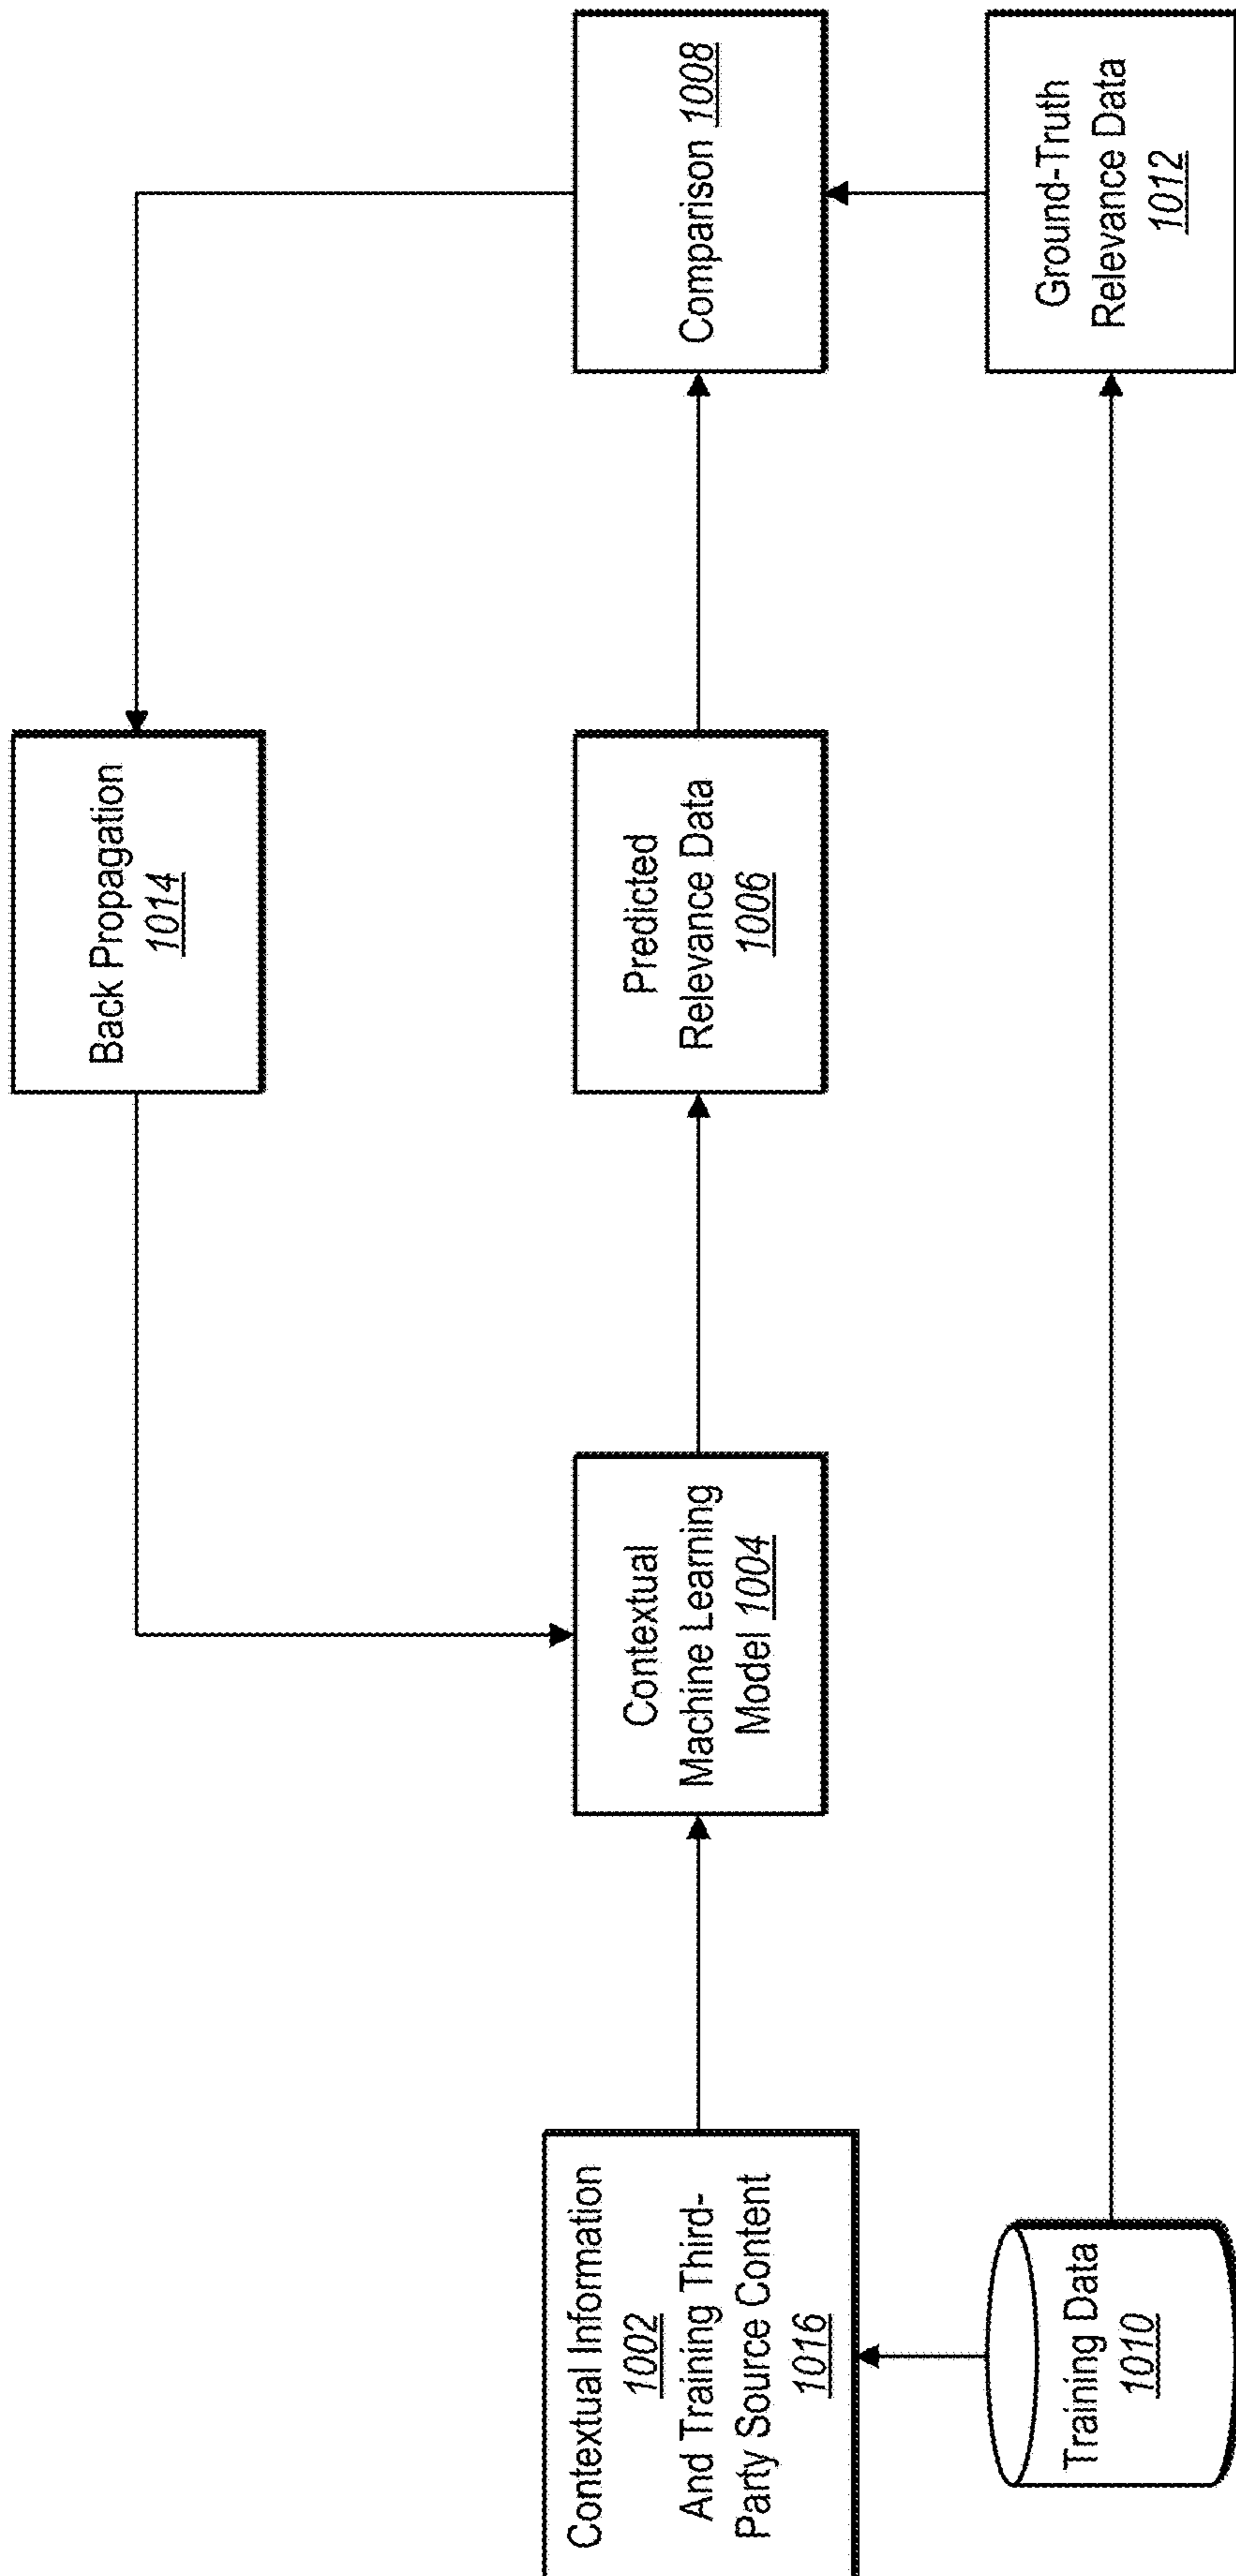 Back Propagation
1014
Contextual Information
1002
And Training Third-
Party Source Content
1016
Contextual
Machine Learning
Model 1004
Predicted
Relevance Data
1006
Comparison 1008
Training Data
1010
Ground-Truth
Relevance Data
1012